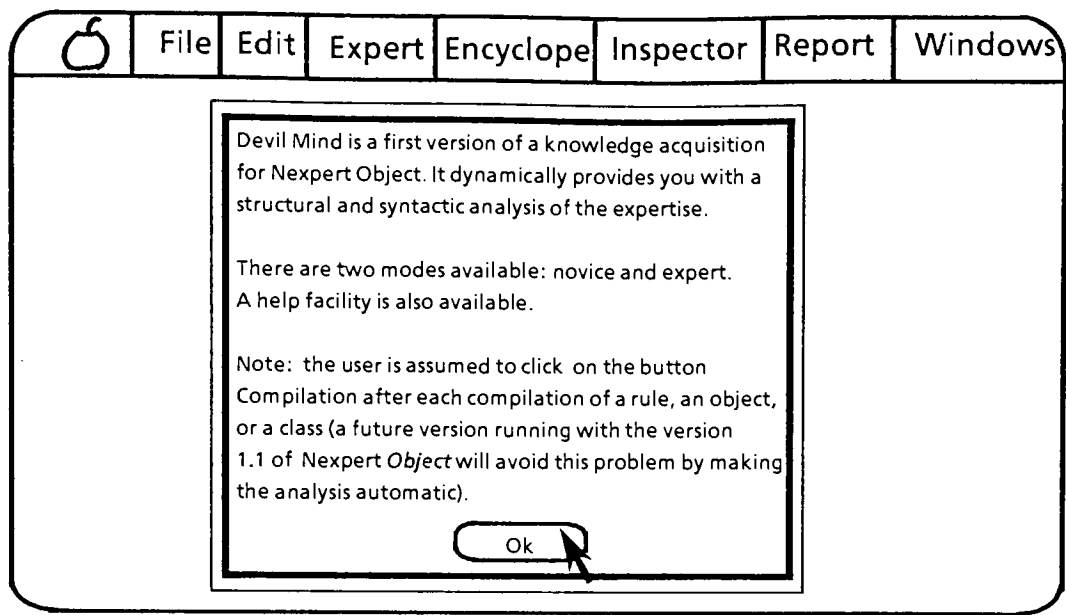 File Edit Expert Encyclope Inspector Report Windows
Devil Mind is a first version of a knowledge acquisition
for Nexpert Object. It dynamically provides you with a
structural and syntactic analysis of the expertise.
There are two modes available: novice and expert.
A help facility is also available.
Note: the user is assumed to click on the button
Compilation after each compilation of a rule, an object,
or a class (a future version running with the version
1.1 of Nexpert Object will avoid this problem by making
the analysis automatic).
Ok